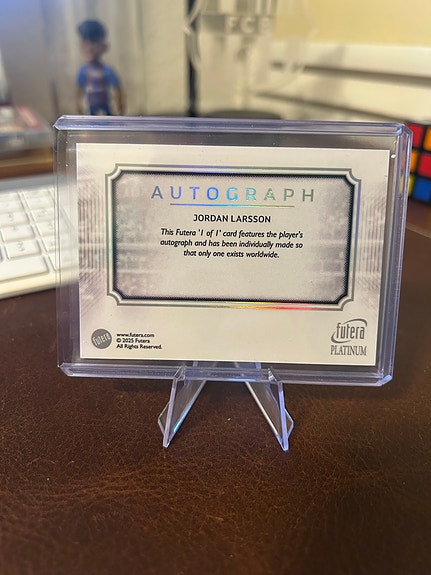 AUTOGRAPH
JORDAN LARSSON
This Futera '1 of 1' card features the player's
autograph and has been individually made so
that only one exists worldwide.
futera
www.futera.com
© 2025 Futera
All Rights Reserved.
futera
PLATINUM